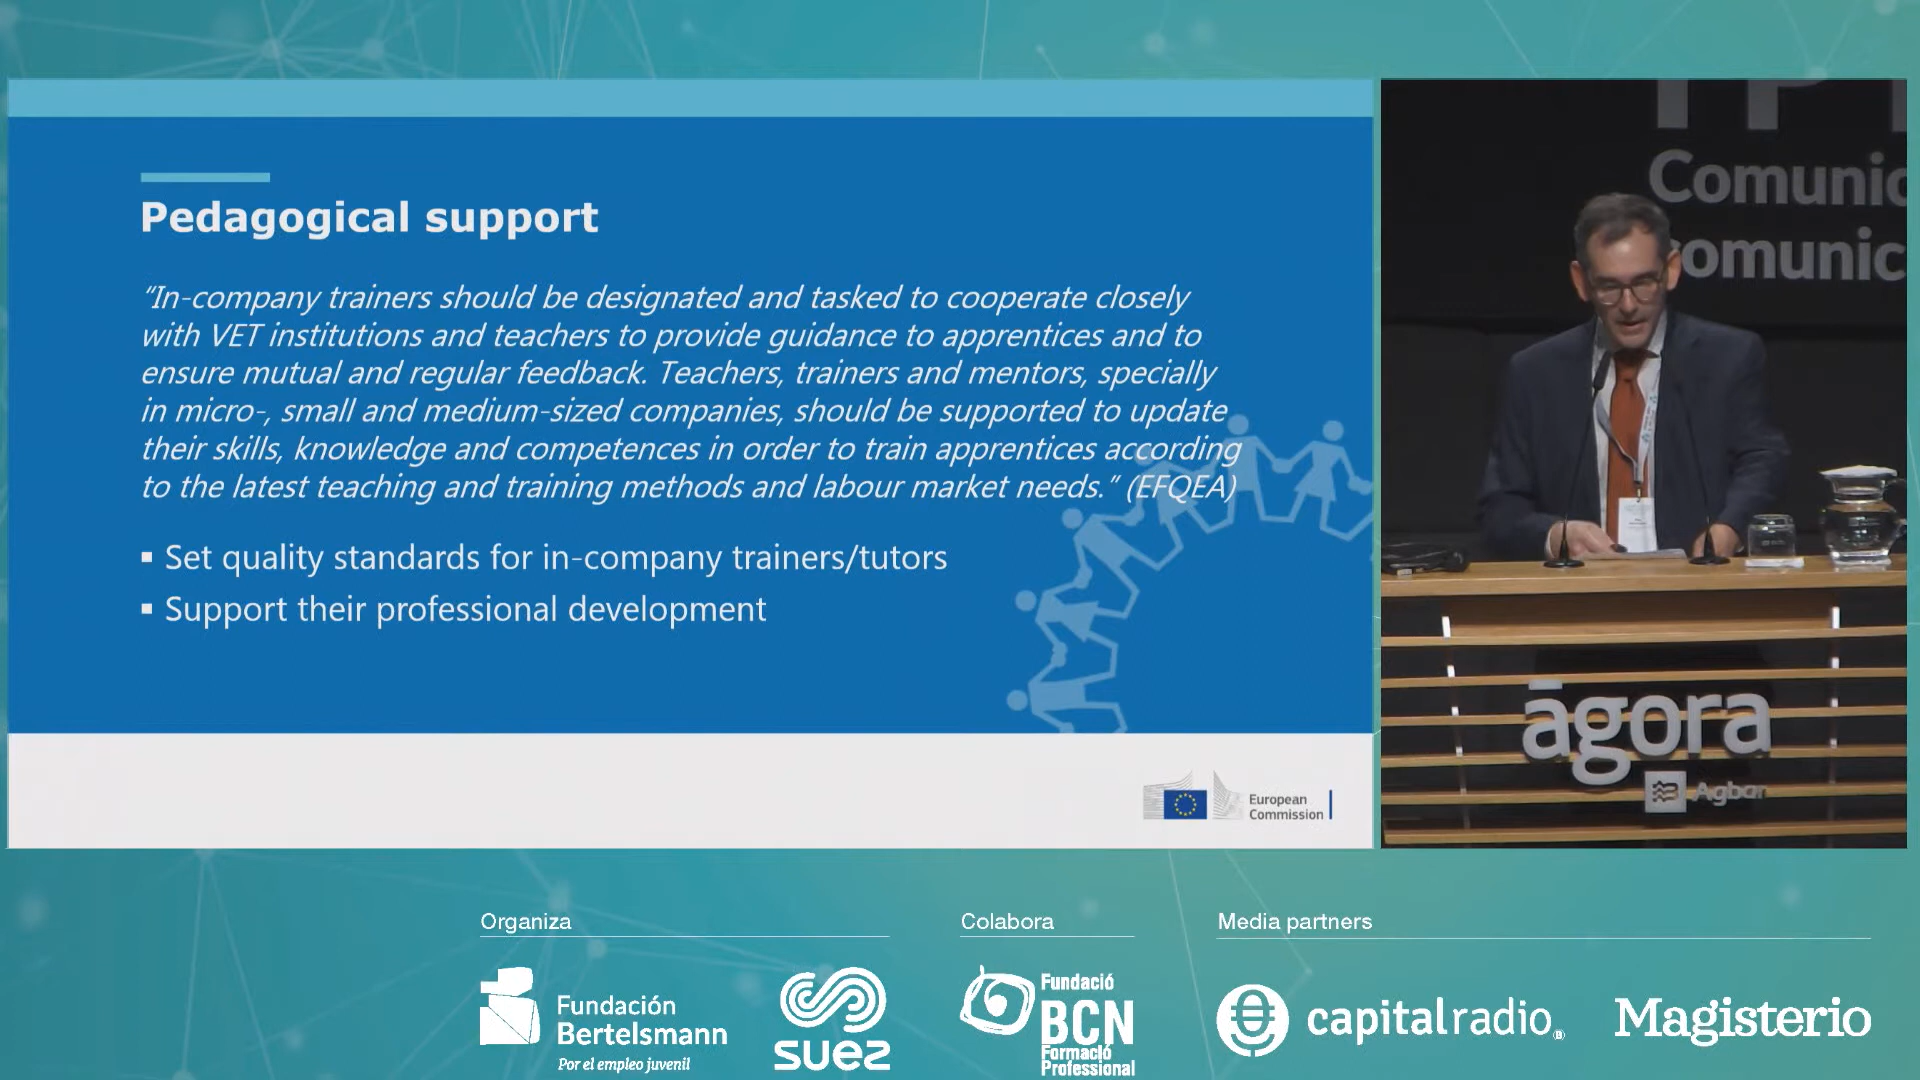 Pedagogical support
“In-company trainers should be designated and tasked to cooperate closely
with VET institutions and teachers to provide guidance to apprentices and to
ensure mutual and regular feedback. Teachers, trainers and mentors, specially
in micro-, small and medium-sized companies, should be supported to update
their skills, knowledge and competences in order to train apprentices according
to the latest teaching and training methods and labour market needs.” (EFQEA)
▪ Set quality standards for in-company trainers/tutors
▪ Support their professional development
European
Commission
Comunic
comunic
āgora
Agbar
Organiza
Fundación
Bertelsmann
Por el empleo juvenil
suez
Colabora
Fundació
BCN
Formació
Professional
Media partners
capitalradio
Magisterio